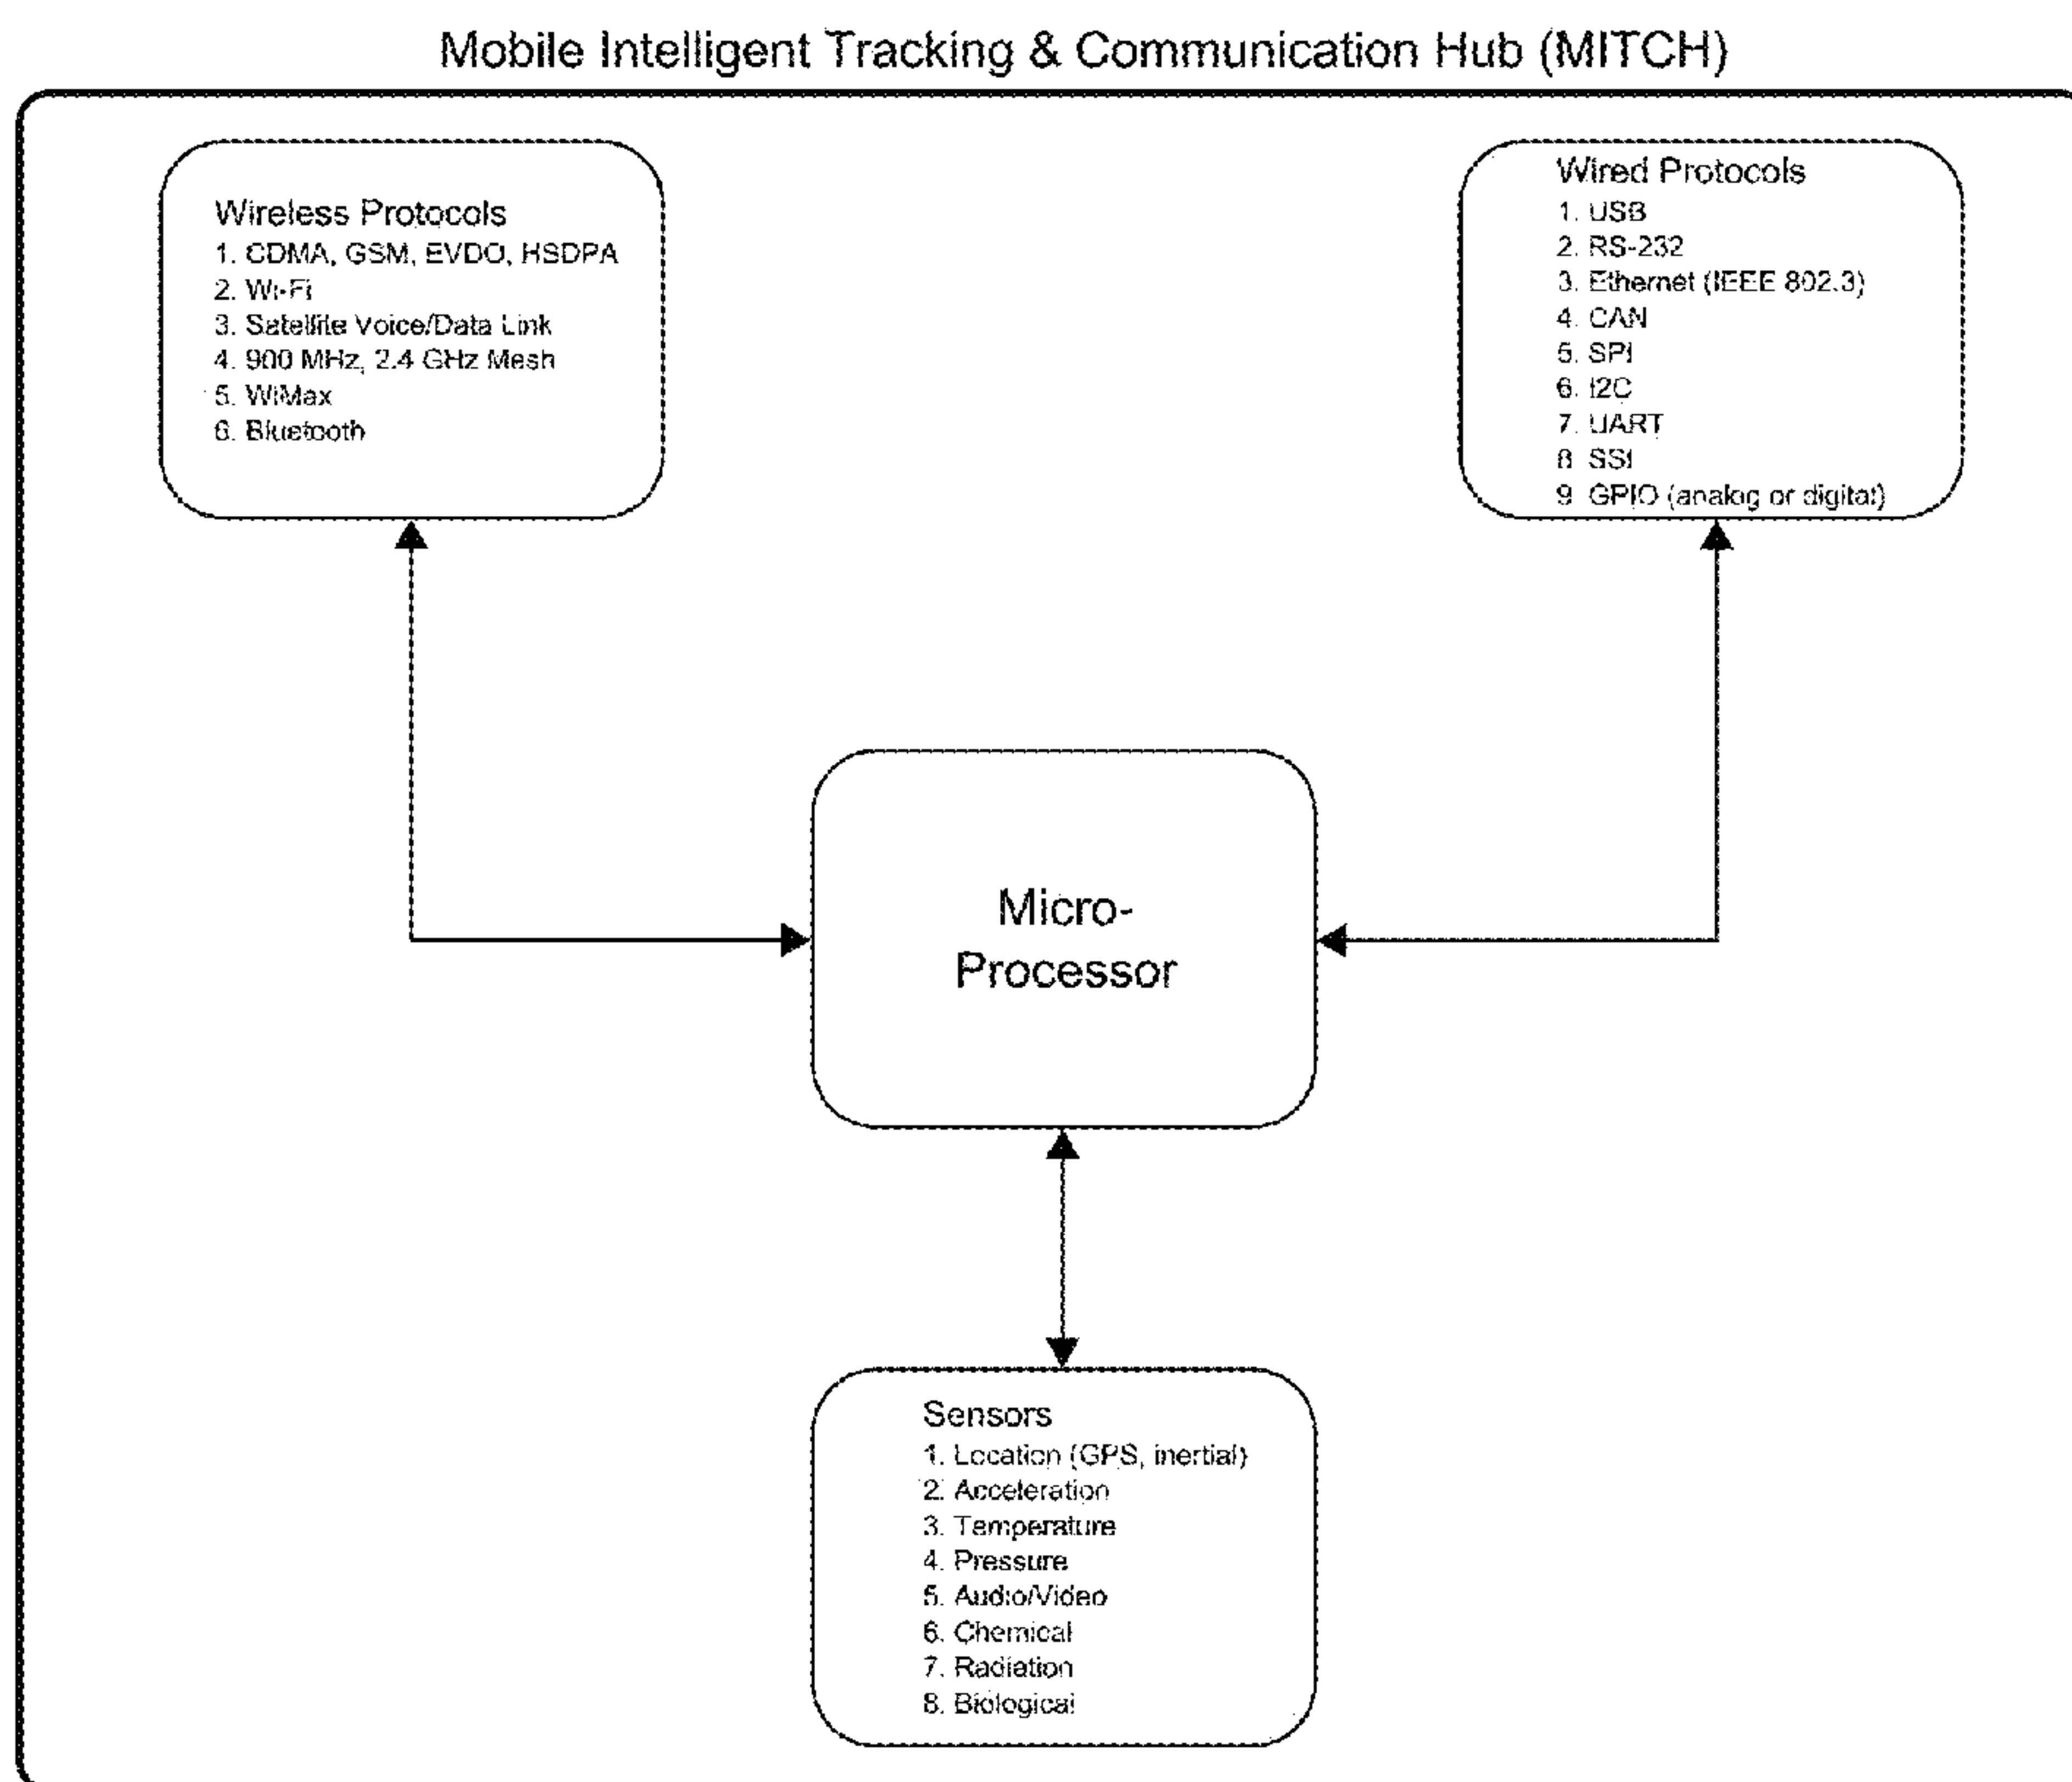 Mobile Intelligent Tracking & Communication Hub (MITCH)
Wireless Protocols
1. CDMA, GSM, EVDO, HSDPA
2. Wi-Fi
3. Satellite Voice/Data Link
4. 900 MHz, 2.4 GHz Mesh
5. WiMax
6. Bluetooth
Wired Protocols
1. USB
2. RS-232
3. Ethernet (IEEE 802.3)
4. CAN
5. SPI
6. I2C
7. UART
8. SSI
9. GPIO (analog or digital)
Micro-
Processor
Sensors
1. Location (GPS, inertial)
2. Acceleration
3. Temperature
4. Pressure
5. Audio/Video
6. Chemical
7. Radiation
8. Biological